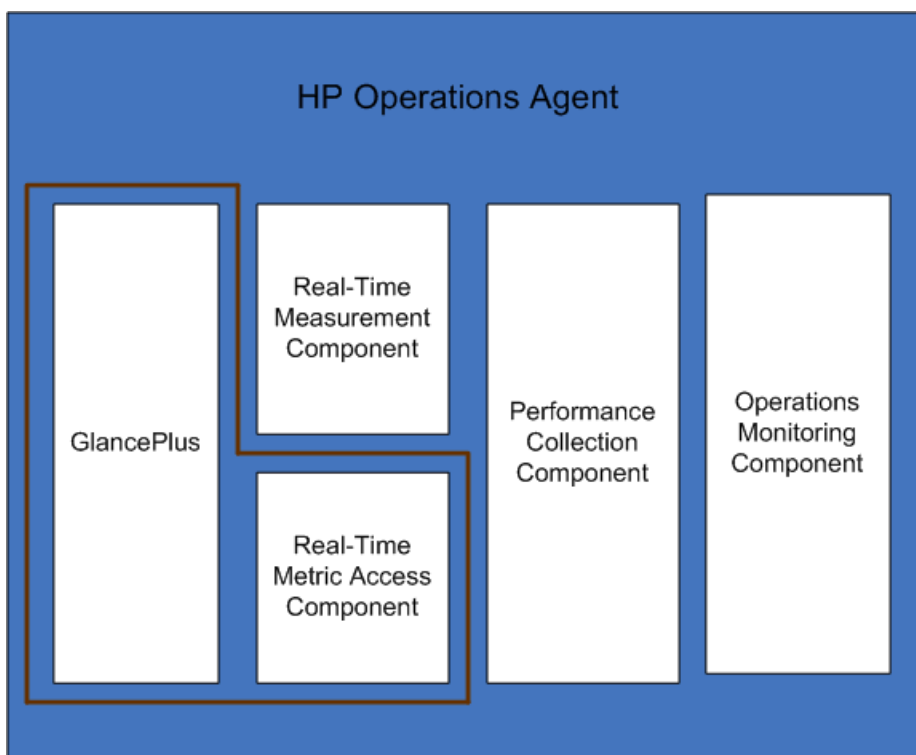 HP Operations Agent
GlancePlus
Real-Time
Measurement
Component
Real-Time
Metric Access
Component
Performance
Collection
Component
Operations
Monitoring
Component